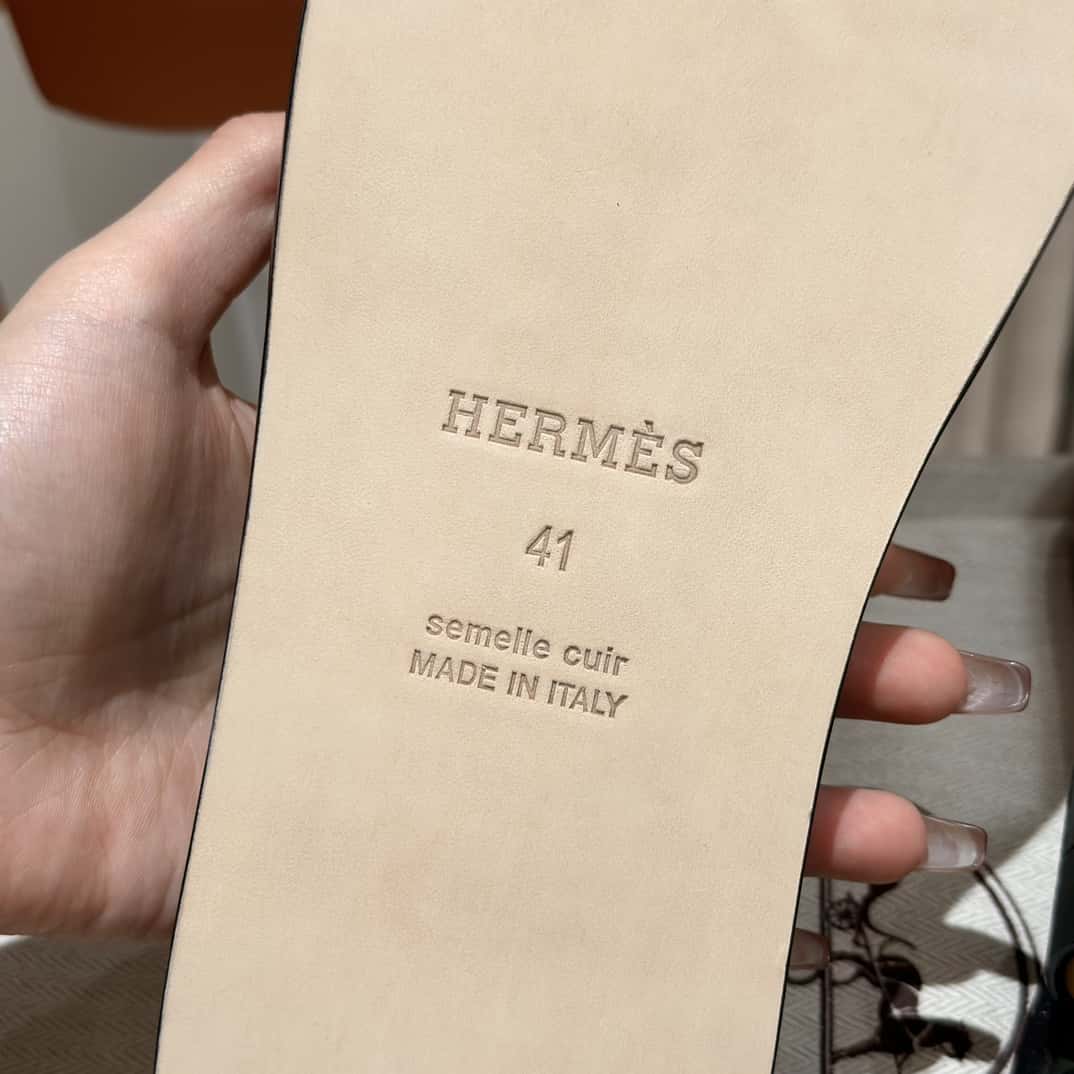 HERMÈS
41
semelle cuir
MADE IN ITALY